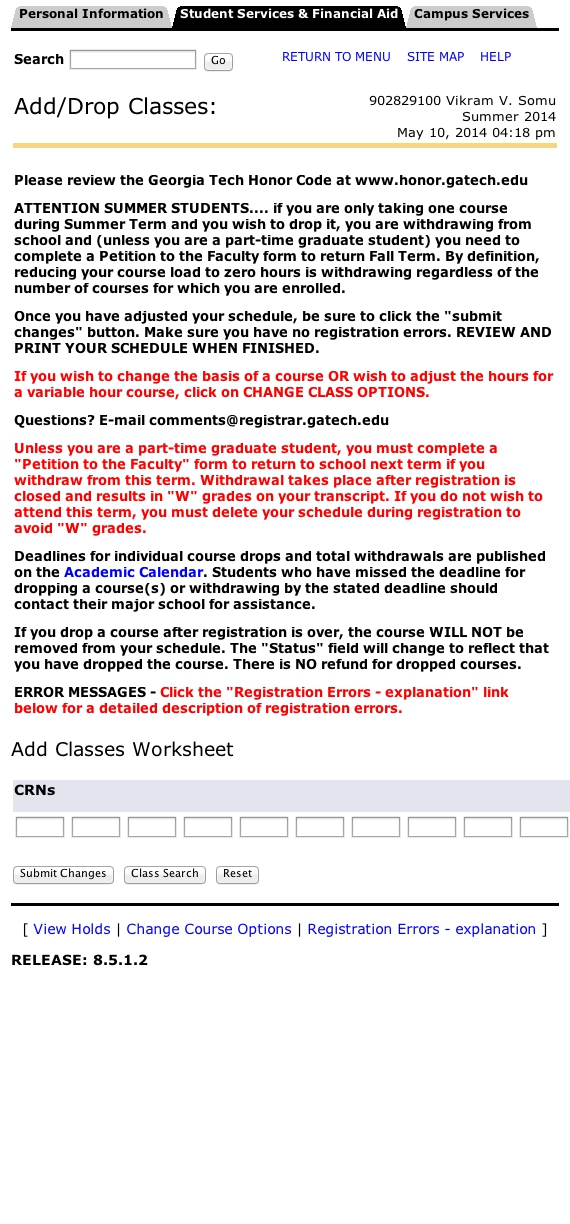 Personal Information Student Services & Financial Aid Campus Services
Search Go RETURN TO MENU SITE MAP HELP
Add/Drop Classes:
902829100 Vikram V. Somu
Summer 2014
May 10, 2014 04:18 pm
Please review the Georgia Tech Honor Code at www.honor.gatech.edu
ATTENTION SUMMER STUDENTS.... if you are only taking one course
during Summer Term and you wish to drop it, you are withdrawing from
school and (unless you are a part-time graduate student) you need to
complete a Petition to the Faculty form to return Fall Term. By definition,
reducing your course load to zero hours is withdrawing regardless of the
number of courses for which you are enrolled.
Once you have adjusted your schedule, be sure to click the "submit
changes" button. Make sure you have no registration errors. REVIEW AND
PRINT YOUR SCHEDULE WHEN FINISHED.
If you wish to change the basis of a course OR wish to adjust the hours for
a variable hour course, click on CHANGE CLASS OPTIONS.
Questions? E-mail comments@registrar.gatech.edu
Unless you are a part-time graduate student, you must complete a
"Petition to the Faculty" form to return to school next term if you
withdraw from this term. Withdrawal takes place after registration is
closed and results in "W" grades on your transcript. If you do not wish to
attend this term, you must delete your schedule during registration to
avoid "W" grades.
Deadlines for individual course drops and total withdrawals are published
on the Academic Calendar. Students who have missed the deadline for
dropping a course(s) or withdrawing by the stated deadline should
contact their major school for assistance.
If you drop a course after registration is over, the course WILL NOT be
removed from your schedule. The "Status" field will change to reflect that
you have dropped the course. There is NO refund for dropped courses.
ERROR MESSAGES - Click the "Registration Errors - explanation" link
below for a detailed description of registration errors.
Add Classes Worksheet
CRNs
Submit Changes Class Search Reset
[ View Holds | Change Course Options | Registration Errors - explanation ]
RELEASE: 8.5.1.2